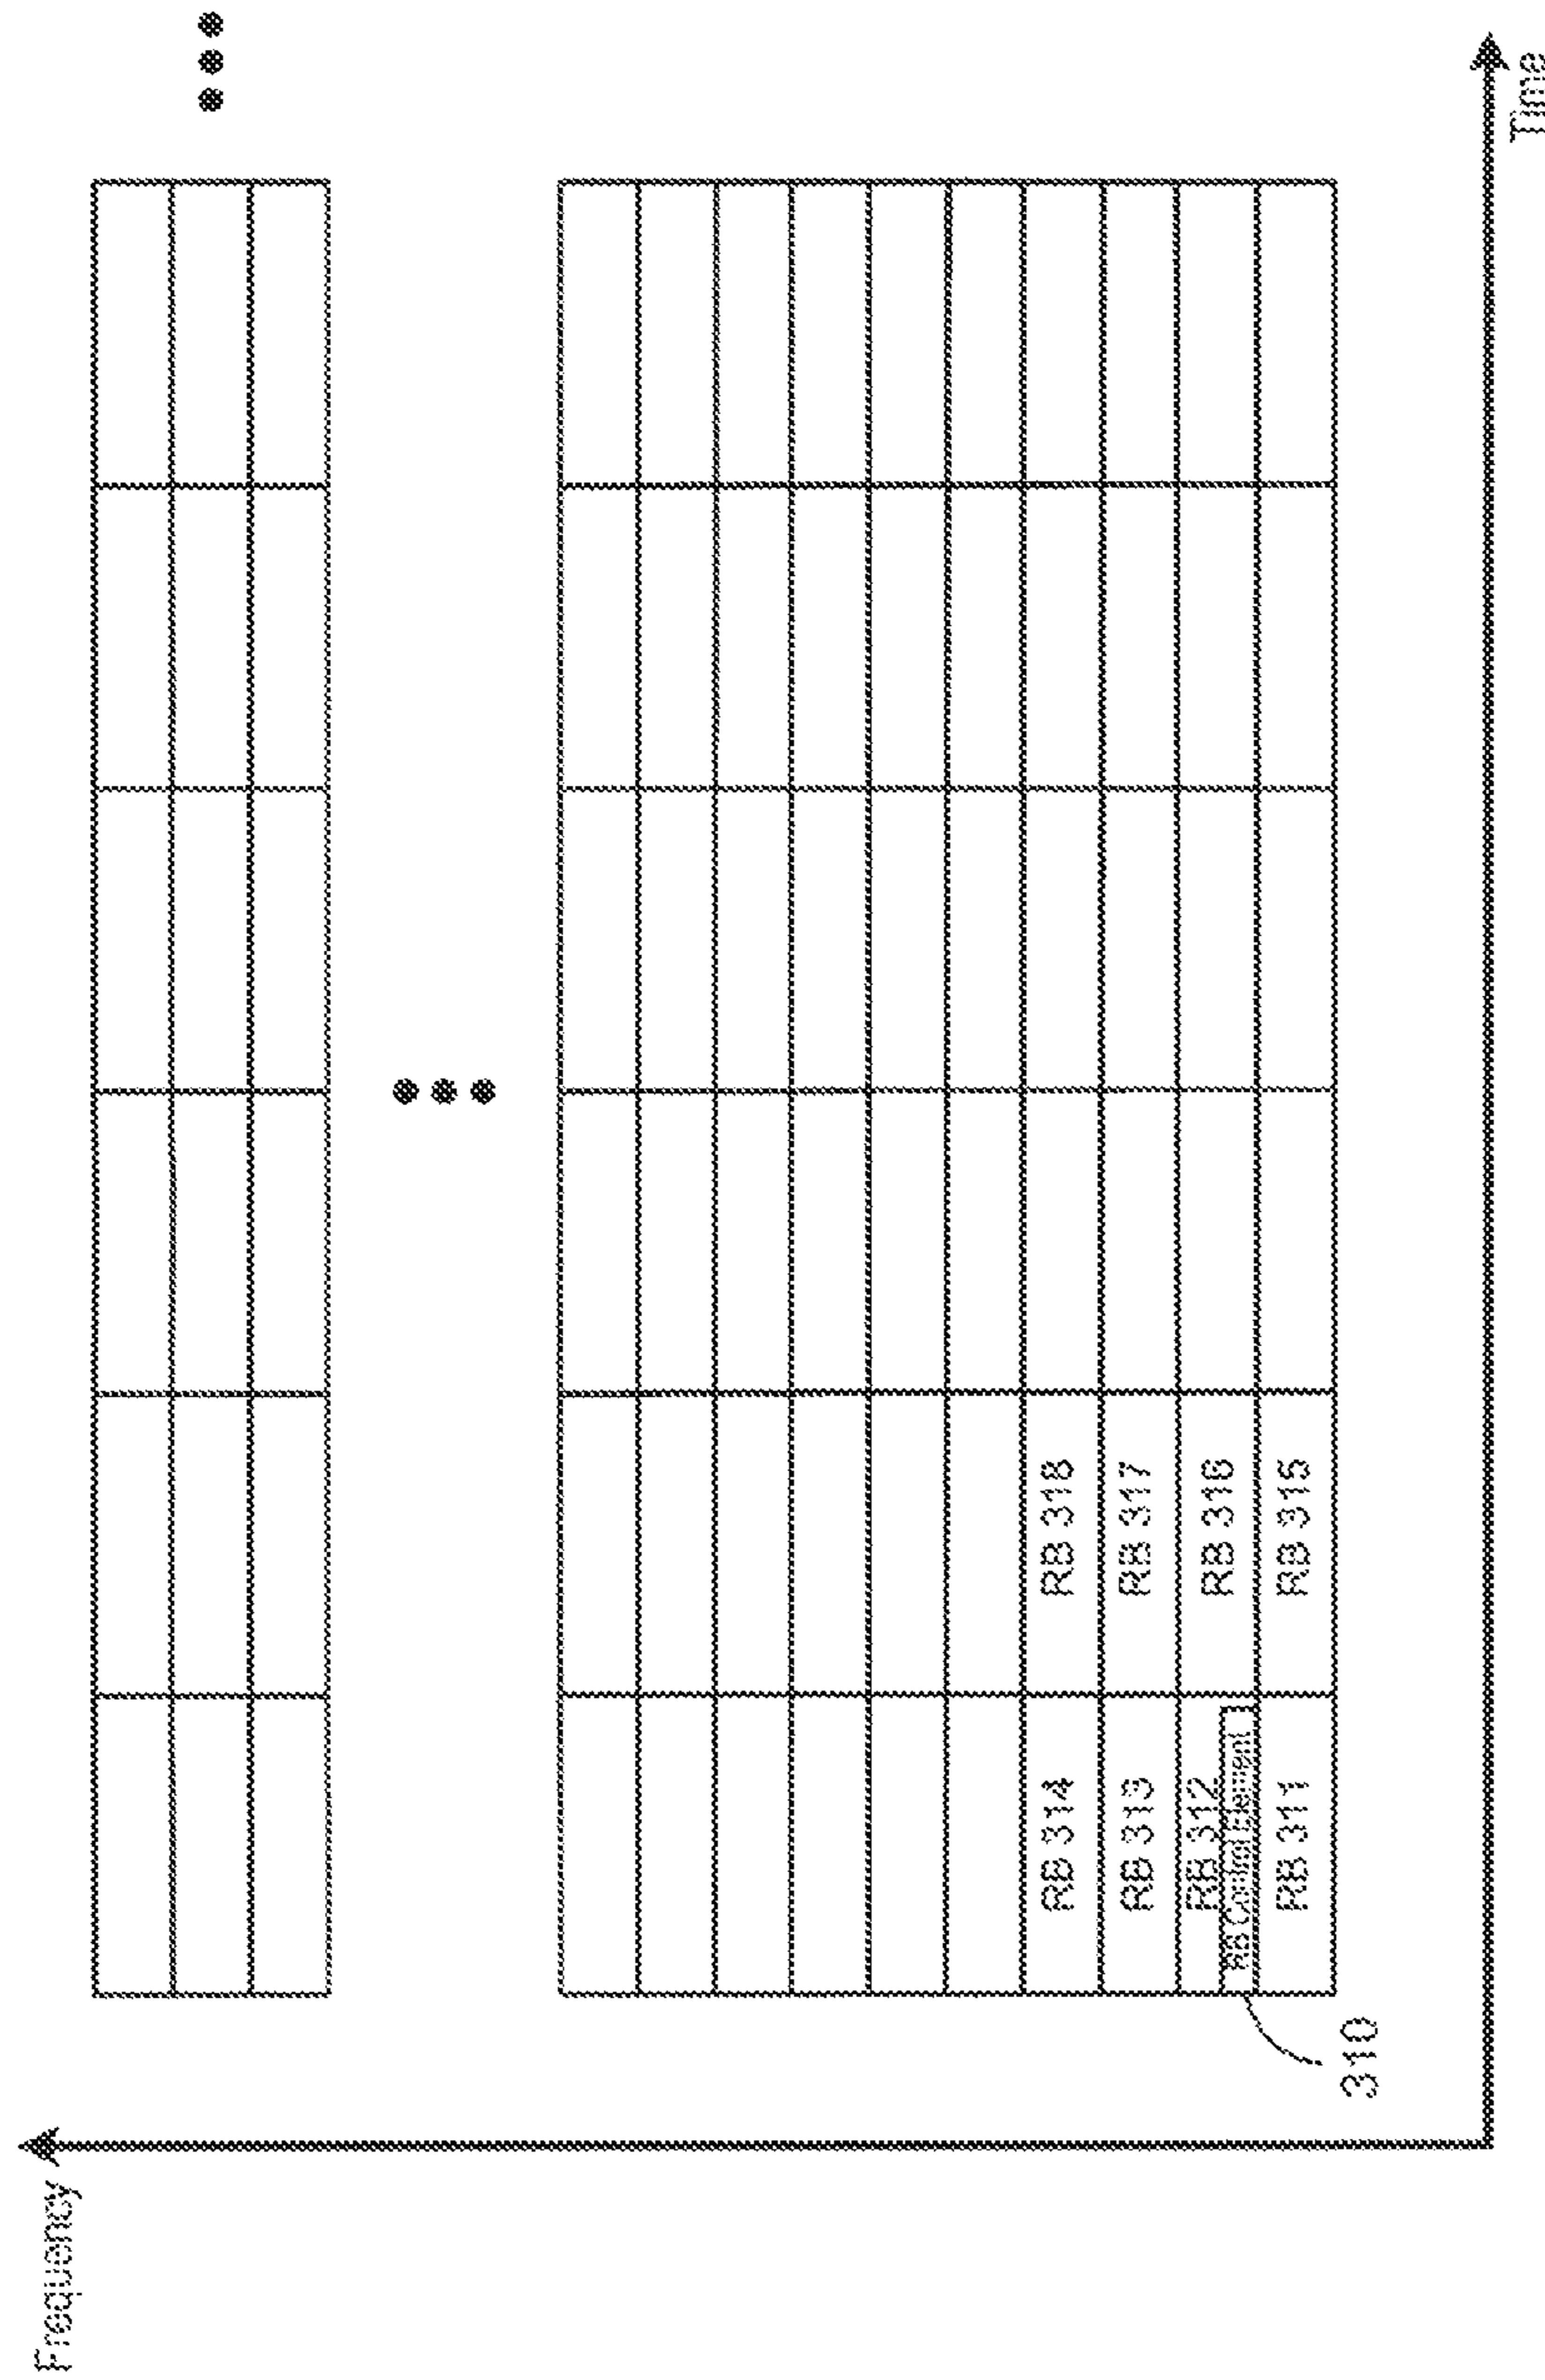 Frequency
Time
RB 314
RB 318
RB 313
RB 317
RB 312
RB 316
RB Control Element
RB 311
RB 315
310